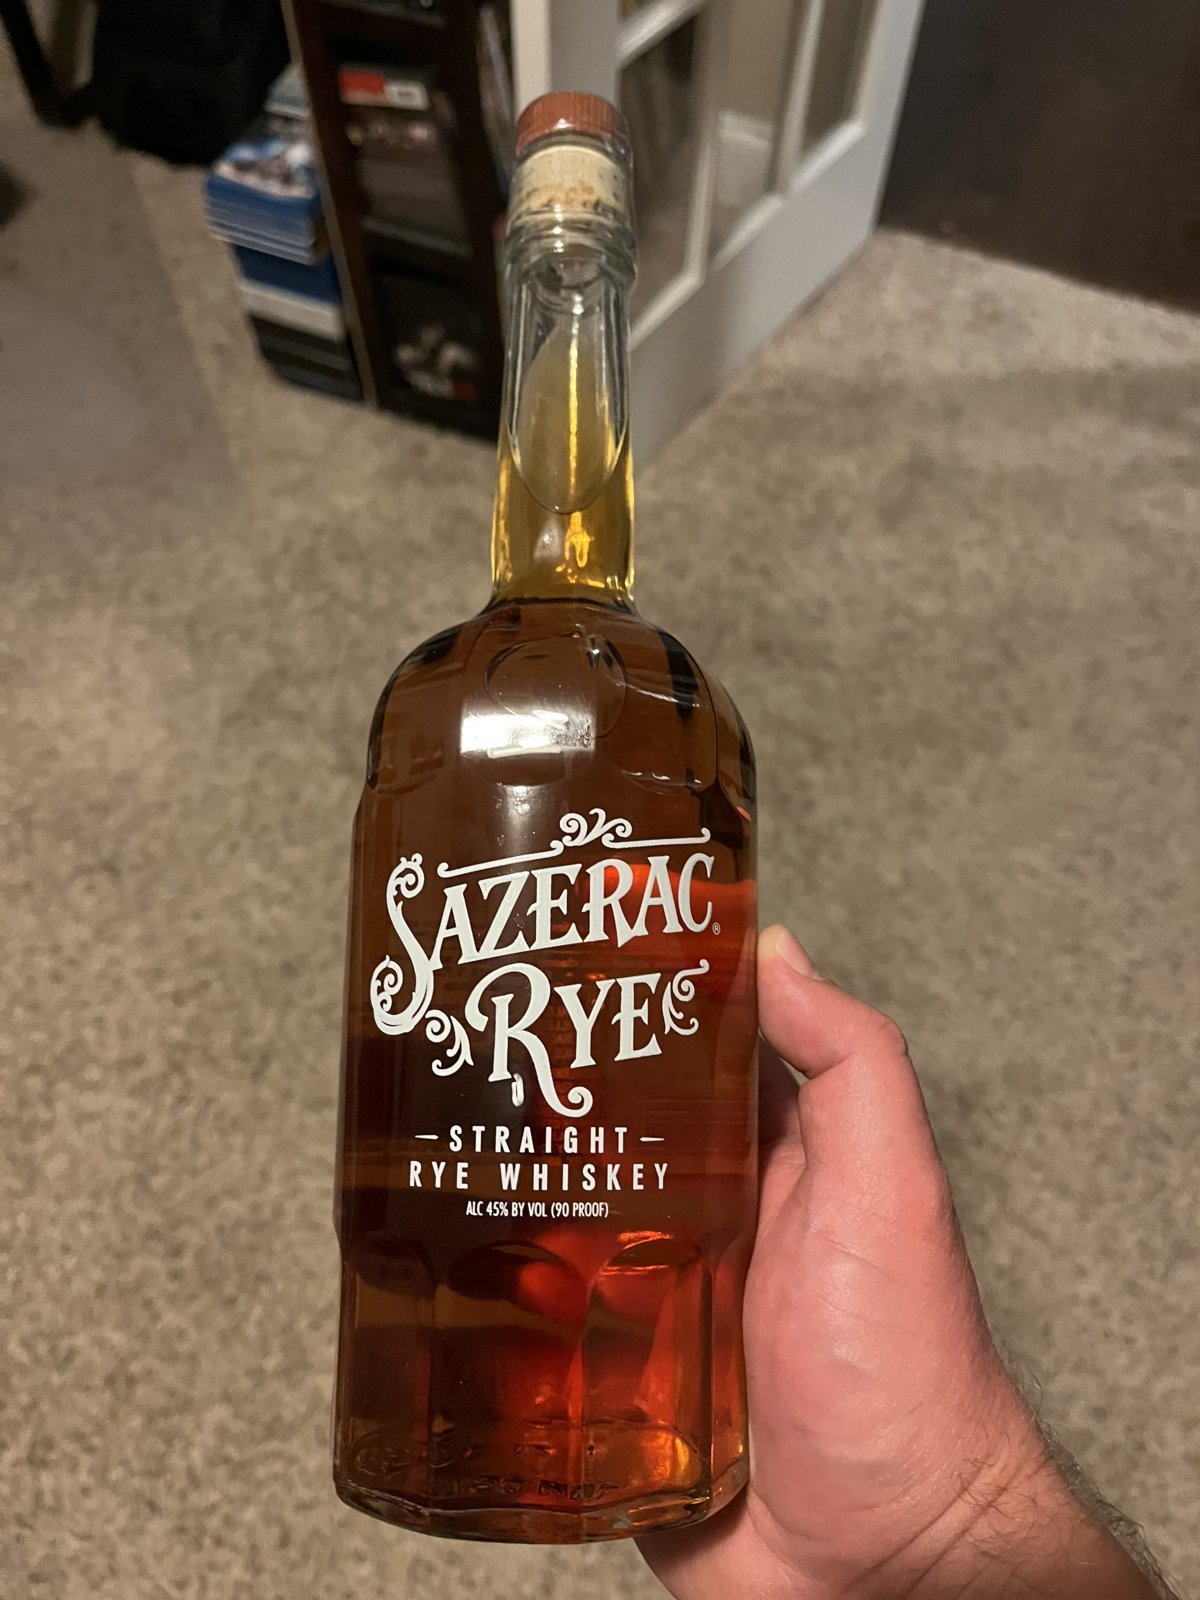 SAZERAC®
RYE
STRAIGHT
RYE WHISKEY
ALC 45% BY VOL (90 PROOF)